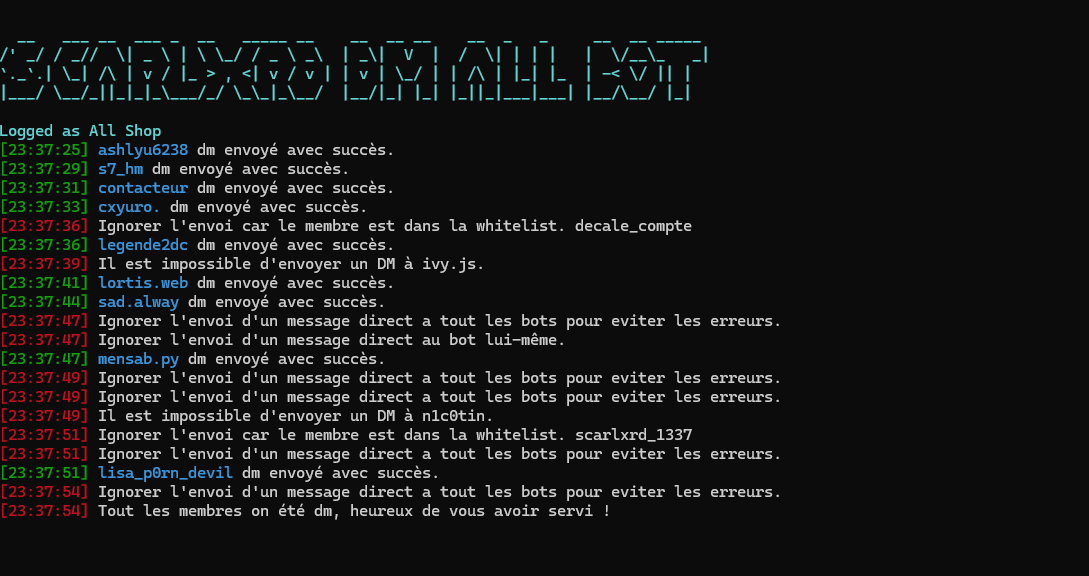 SCARLXRD DM ALL BOT
Logged as All Shop
[23:37:25] ashlyu6238 dm envoyé avec succès.
[23:37:29] s7_hm dm envoyé avec succès.
[23:37:31] contacteur dm envoyé avec succès.
[23:37:33] cxyuro. dm envoyé avec succès.
[23:37:36] Ignorer l'envoi car le membre est dans la whitelist. decale_compte
[23:37:36] legende2dc dm envoyé avec succès.
[23:37:39] Il est impossible d'envoyer un DM à ivy.js.
[23:37:41] lortis.web dm envoyé avec succès.
[23:37:44] sad.alway dm envoyé avec succès.
[23:37:47] Ignorer l'envoi d'un message direct a tout les bots pour eviter les erreurs.
[23:37:47] Ignorer l'envoi d'un message direct au bot lui-même.
[23:37:47] mensab.py dm envoyé avec succès.
[23:37:49] Ignorer l'envoi d'un message direct a tout les bots pour eviter les erreurs.
[23:37:49] Ignorer l'envoi d'un message direct a tout les bots pour eviter les erreurs.
[23:37:49] Il est impossible d'envoyer un DM à n1c0tin.
[23:37:51] Ignorer l'envoi car le membre est dans la whitelist. scarlxrd_1337
[23:37:51] Ignorer l'envoi d'un message direct a tout les bots pour eviter les erreurs.
[23:37:51] lisa_p0rn_devil dm envoyé avec succès.
[23:37:54] Ignorer l'envoi d'un message direct a tout les bots pour eviter les erreurs.
[23:37:54] Tout les membres on été dm, heureux de vous avoir servi !